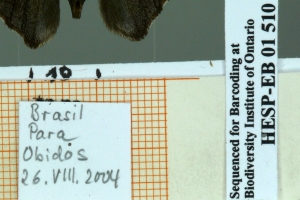 10
Brasil
Para
Obidos
26. VIII. 2004
Sequenced for Barcoding at
Biodiversity Institute of Ontario
HESP-EB 01 510